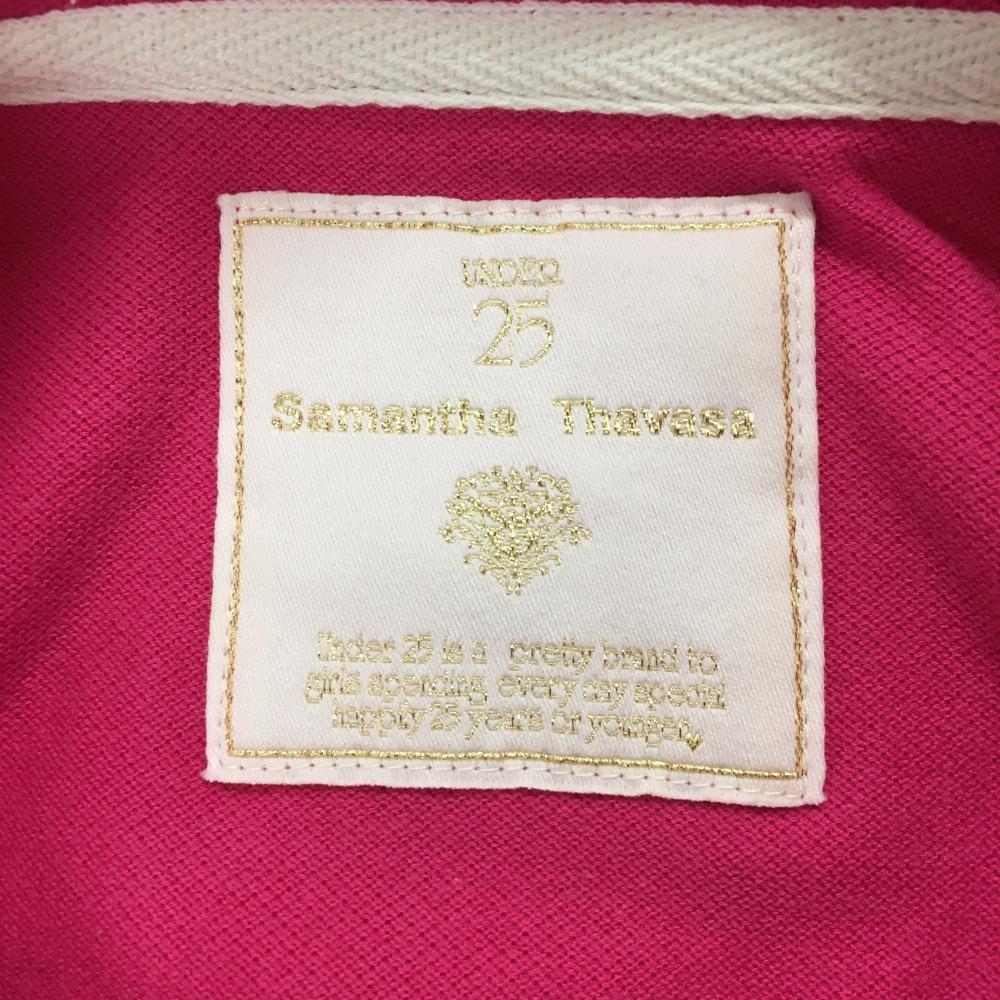 UNDER
25
Samantha Thavasa
Under 25 is a pretty brand to
girls spending every day special
happily 25 years or younger